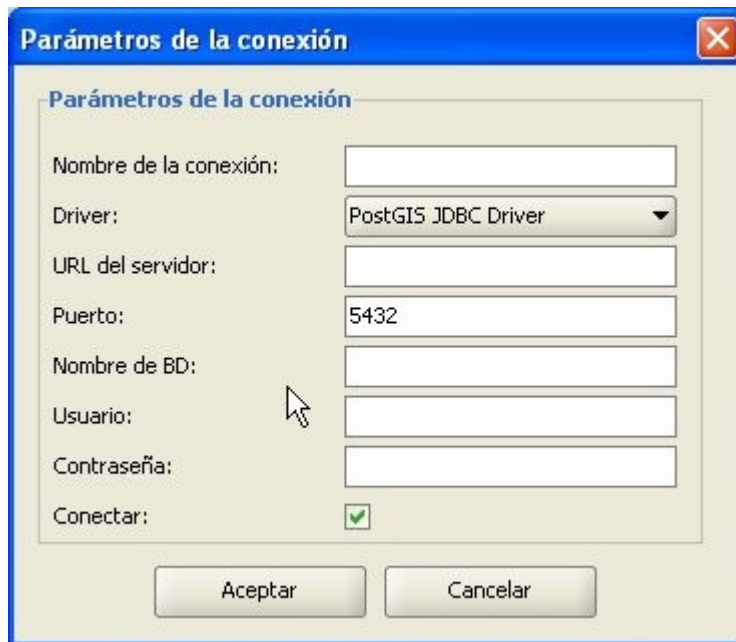 Parámetros de la conexión
Parámetros de la conexión
Nombre de la conexión:
Driver: PostGIS JDBC Driver
URL del servidor:
Puerto: 5432
Nombre de BD:
Usuario:
Contraseña:
Conectar:
Aceptar Cancelar